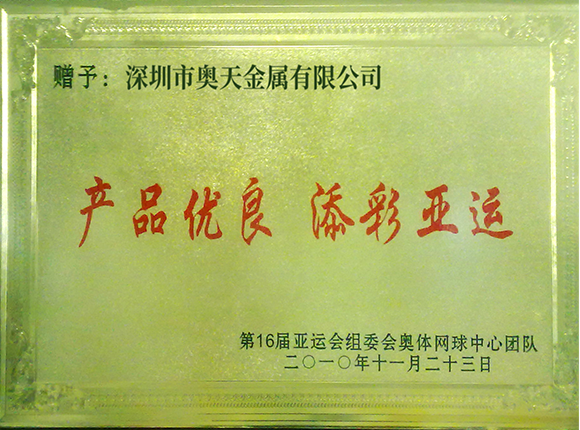 赠予：深圳市奥天金属有限公司
产品优良 添彩亚运
第16届亚运会组委会奥体网球中心团队
二〇一〇年十一月二十三日